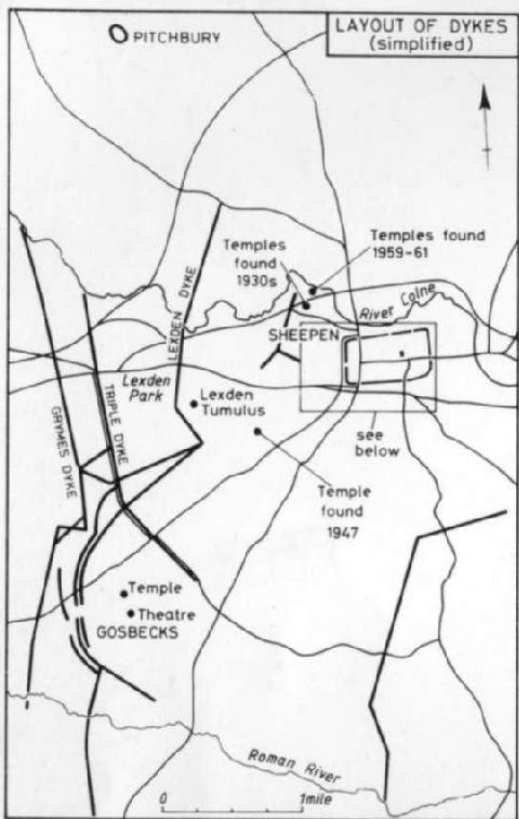 LAYOUT OF DYKES
(simplified)
PITCHBURY
Temples found
1959-61
Temples
found
1930s
River Colne
SHEEPEN
LEXDEN DYKE
Lexden
Park
Lexden
Tumulus
TRIPLE DYKE
GRYMES DYKE
see
below
Temple
found
1947
Temple
Theatre
GOSBECKS
Roman River
0 1mile